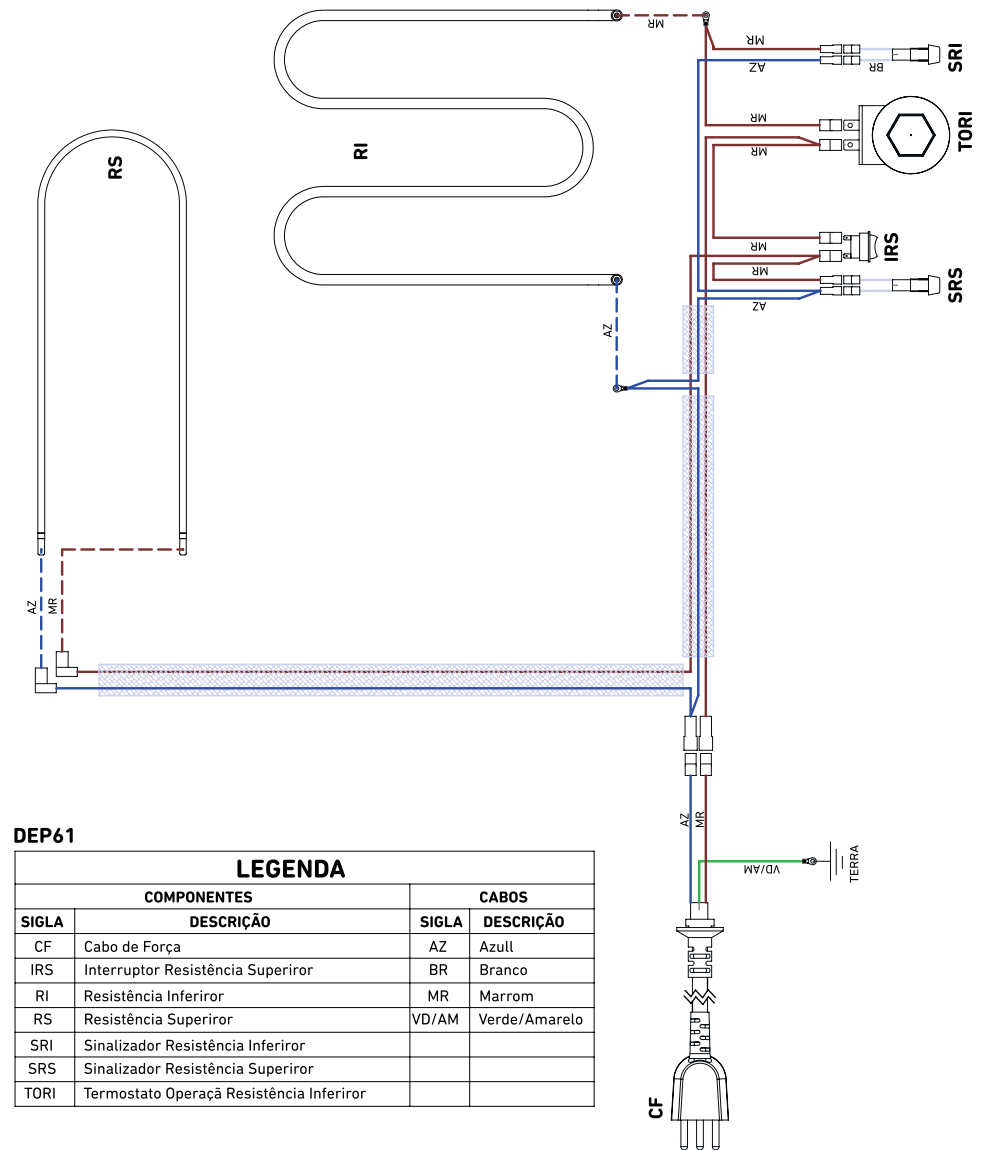 MR
MR
AZ
BR
SRI
RI
RS
MR
MR
TORI
MR
MR
IRS
AZ
SRS
AZ
AZ
MR
AZ
MR
VD/AM
TERRA
CF
DEP61
LEGENDA
COMPONENTES CABOS
SIGLA DESCRIÇÃO SIGLA DESCRIÇÃO
CF Cabo de Força AZ Azull
IRS Interruptor Resistência Superiror BR Branco
RI Resistência Inferiror MR Marrom
RS Resistência Superiror VD/AM Verde/Amarelo
SRI Sinalizador Resistência Inferiror
SRS Sinalizador Resistência Superiror
TORI Termostato Operaçã Resistência Inferiror